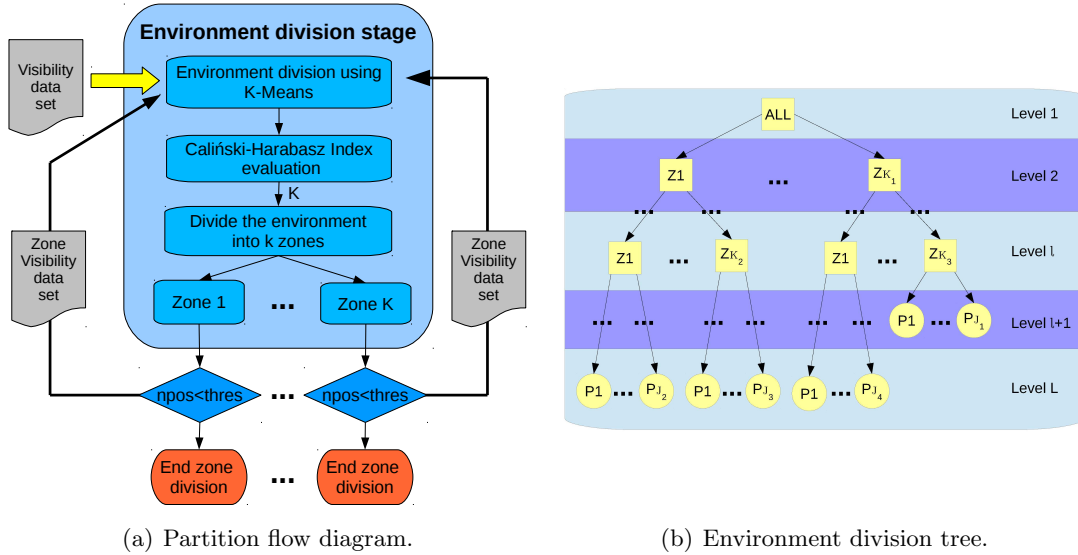 Environment division stage
Visibility
data
set
Environment division using
K-Means
Caliński-Harabasz Index
evaluation
K
Divide the environment
into k zones
Zone
Visibility
data
set
Zone
Visibility
data
set
Zone 1
...
Zone K
npos<thres
...
npos<thres
End zone
division
...
End zone
division
(a) Partition flow diagram.
ALL
Level 1
Z1
...
ZK1
Level 2
... ... ... ...
Z1
...
ZK2
Z1
...
ZK3
Level l
... ... ... ... ... ...
P1
...
PJ1
Level l+1
P1
...
PJ2
P1
...
PJ3
P1
...
PJ4
Level L
(b) Environment division tree.